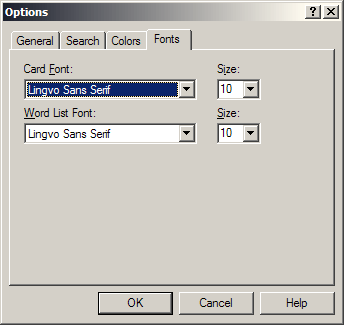 Options
General Search Colors Fonts
Card Font: Size:
Lingvo Sans Serif 10
Word List Font: Size:
Lingvo Sans Serif 10
OK Cancel Help